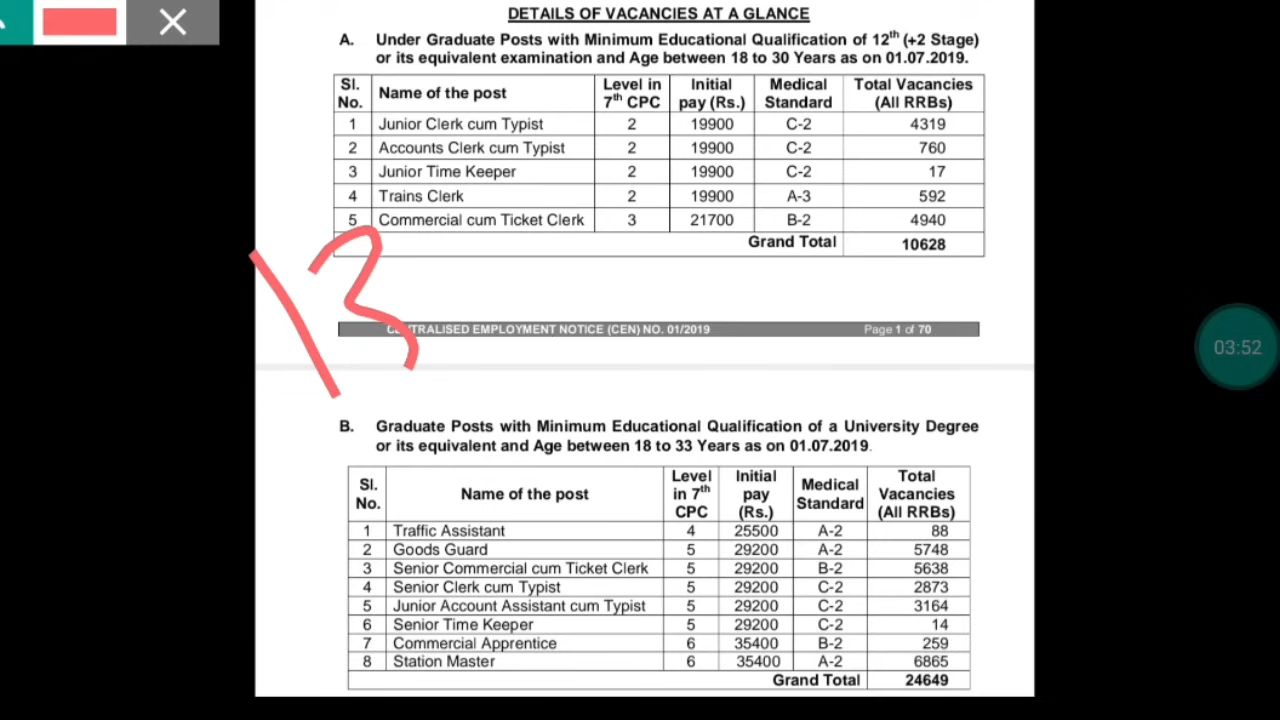 DETAILS OF VACANCIES AT A GLANCE
A. Under Graduate Posts with Minimum Educational Qualification of 12th (+2 Stage)
or its equivalent examination and Age between 18 to 30 Years as on 01.07.2019.
Sl. No. Name of the post Level in 7th CPC Initial pay (Rs.) Medical Standard Total Vacancies (All RRBs)
1 Junior Clerk cum Typist 2 19900 C-2 4319
2 Accounts Clerk cum Typist 2 19900 C-2 760
3 Junior Time Keeper 2 19900 C-2 17
4 Trains Clerk 2 19900 A-3 592
5 Commercial cum Ticket Clerk 3 21700 B-2 4940
Grand Total 10628
13
CENTRALISED EMPLOYMENT NOTICE (CEN) NO. 01/2019 Page 1 of 70
03:52
B. Graduate Posts with Minimum Educational Qualification of a University Degree
or its equivalent and Age between 18 to 33 Years as on 01.07.2019.
Sl. No. Name of the post Level in 7th CPC Initial pay (Rs.) Medical Standard Total Vacancies (All RRBs)
1 Traffic Assistant 4 25500 A-2 88
2 Goods Guard 5 29200 A-2 5748
3 Senior Commercial cum Ticket Clerk 5 29200 B-2 5638
4 Senior Clerk cum Typist 5 29200 C-2 2873
5 Junior Account Assistant cum Typist 5 29200 C-2 3164
6 Senior Time Keeper 5 29200 C-2 14
7 Commercial Apprentice 6 35400 B-2 259
8 Station Master 6 35400 A-2 6865
Grand Total 24649